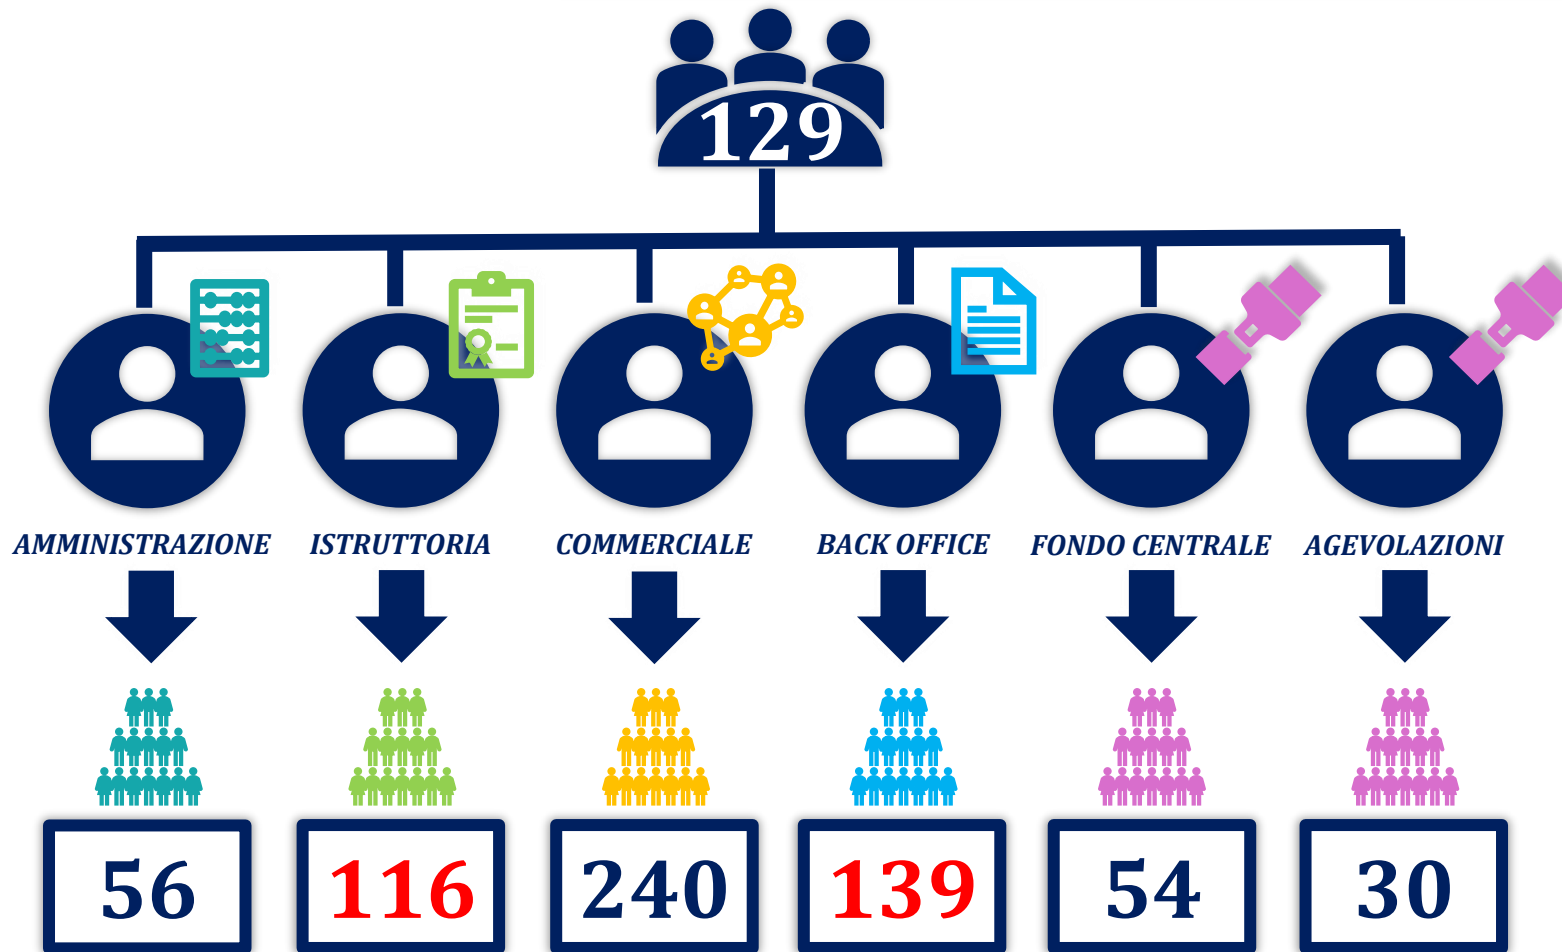 129
AMMINISTRAZIONE
ISTRUTTORIA
COMMERCIALE
BACK OFFICE
FONDO CENTRALE
AGEVOLAZIONI
56
116
240
139
54
30